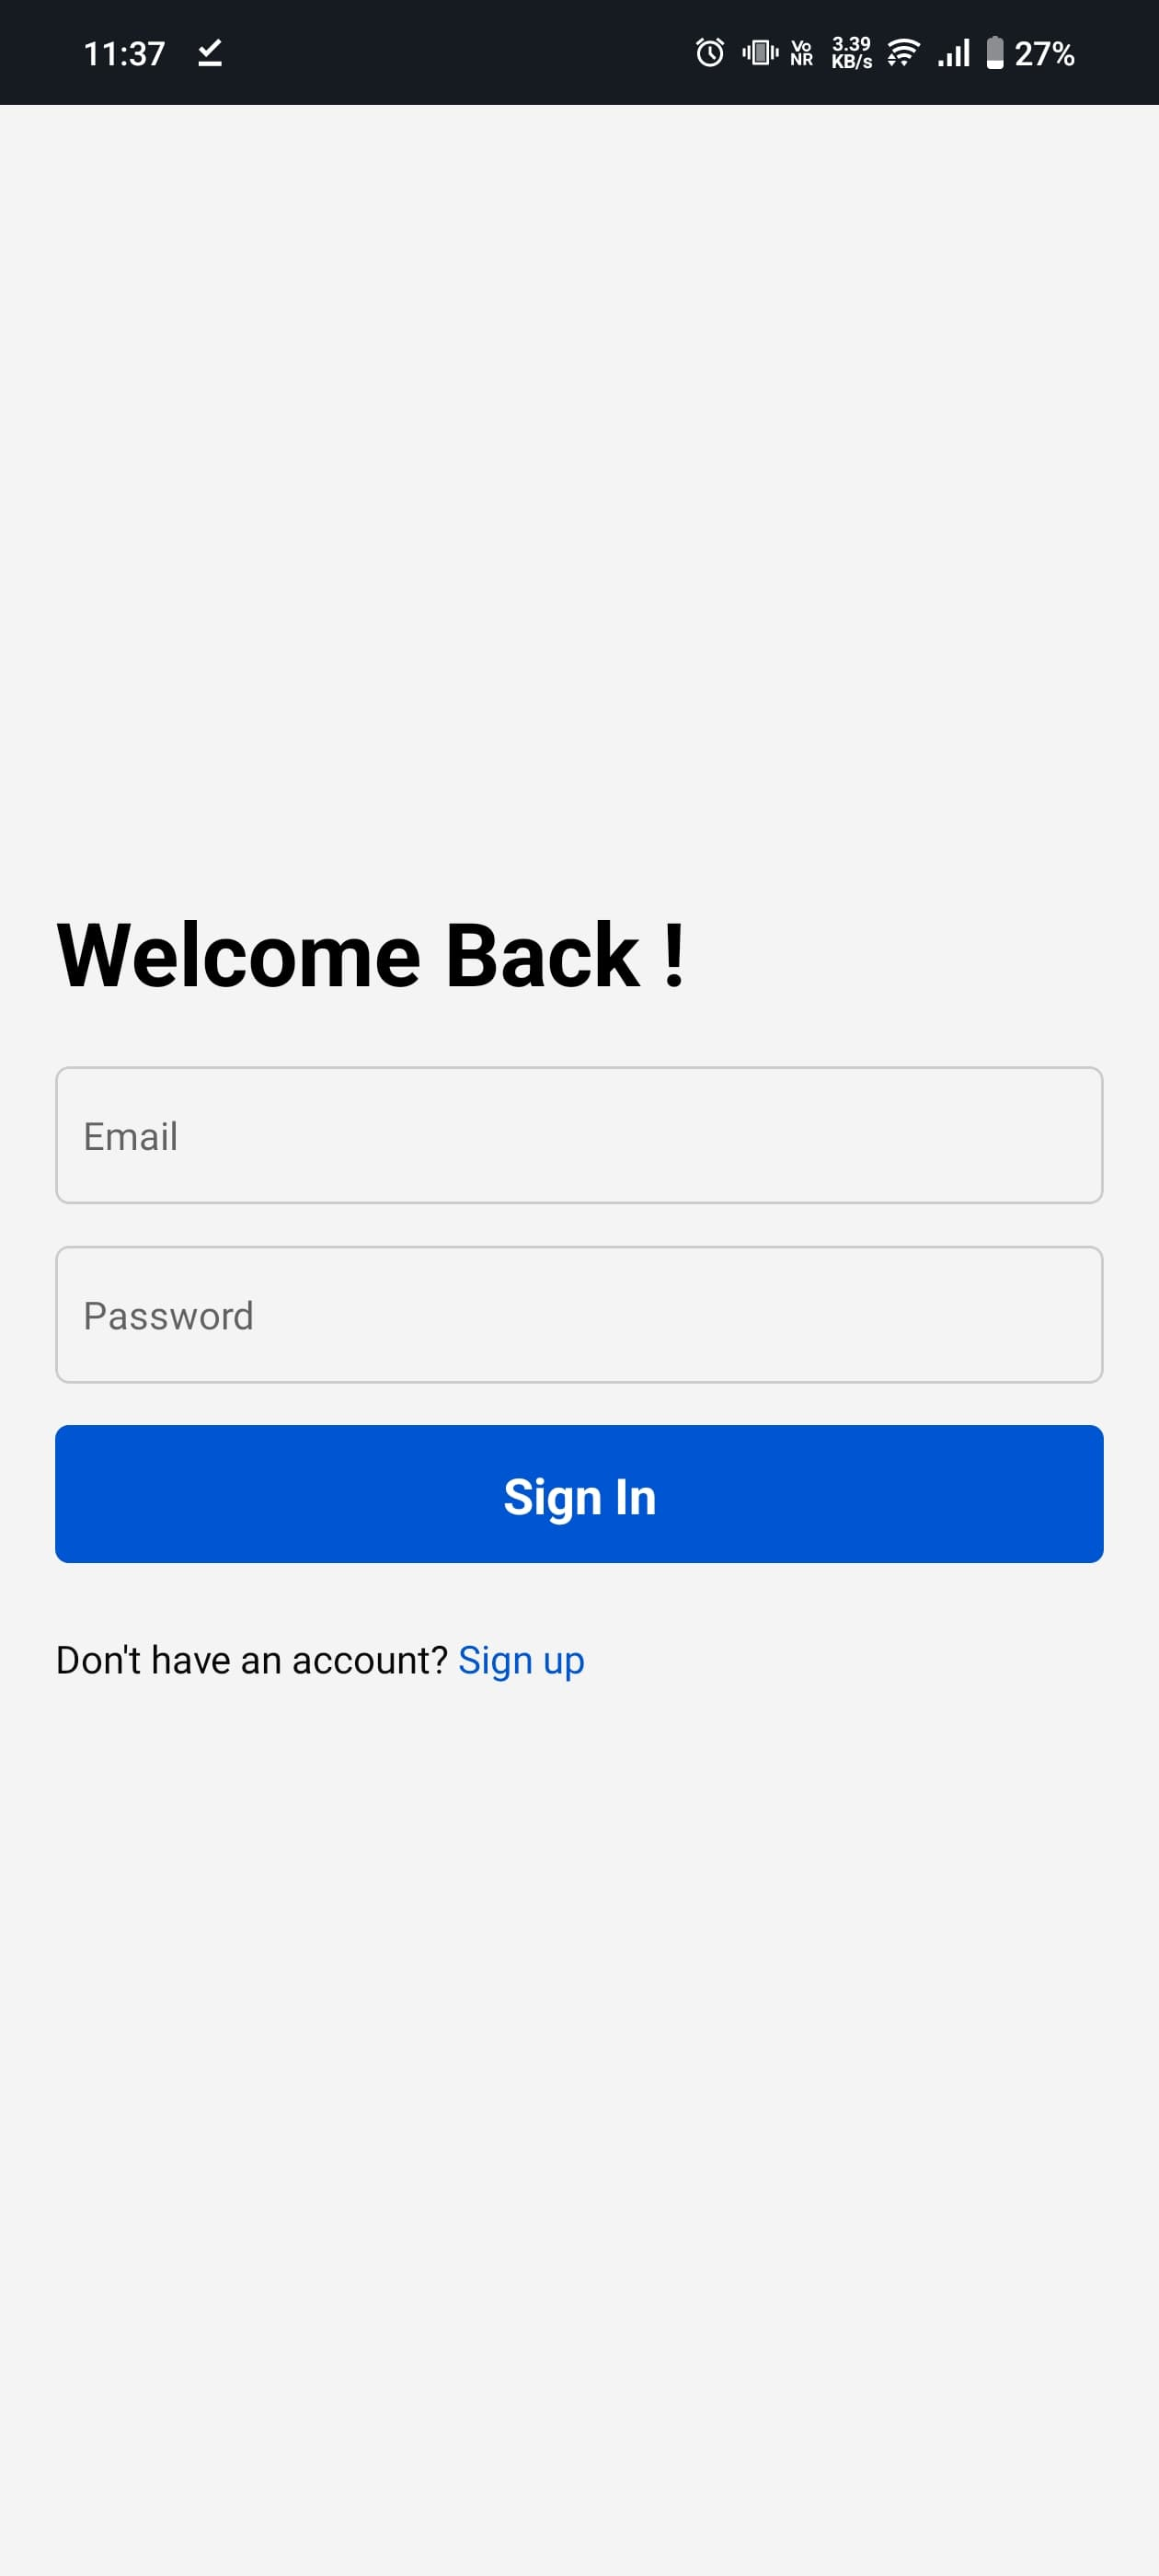 11:37
Vo
NR
3.39
KB/s
27%
Welcome Back !
Email
Password
Sign In
Don't have an account? Sign up